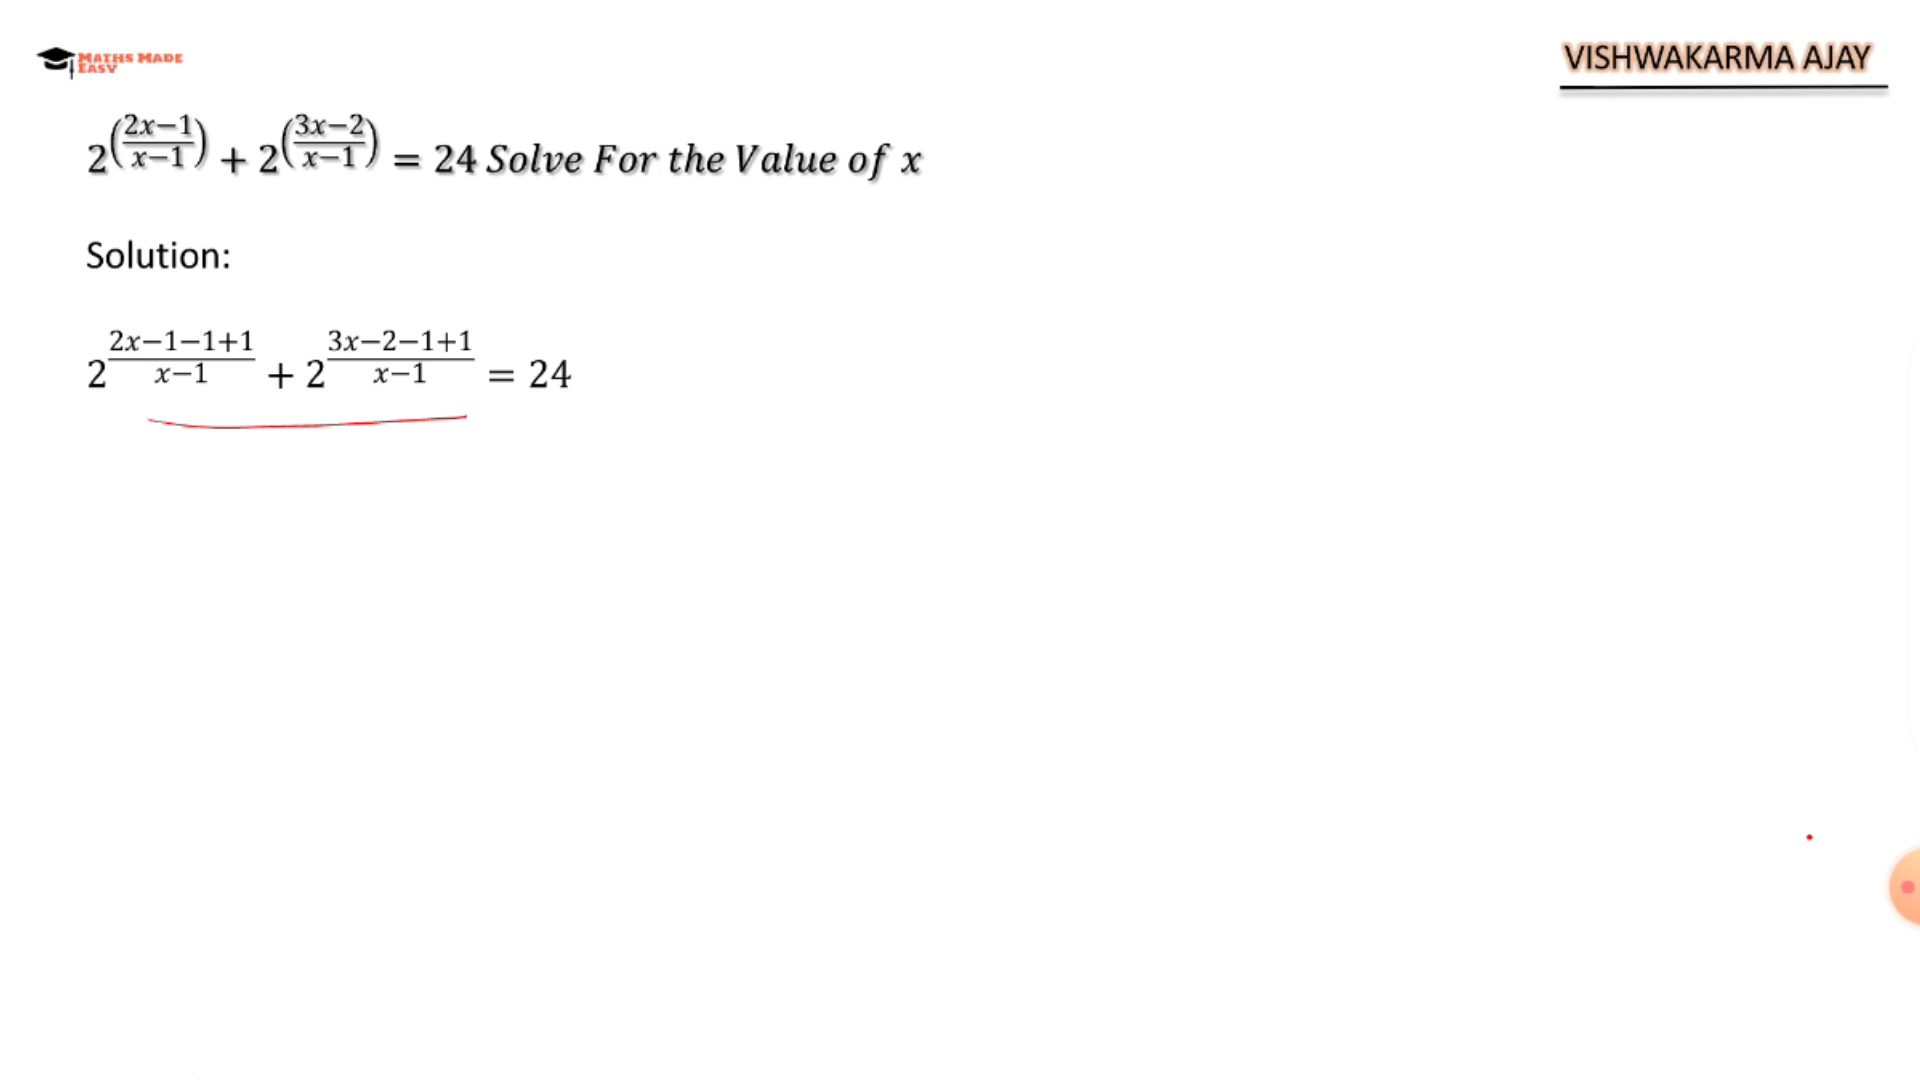 MATHS MADE
EASY
VISHWAKARMA AJAY
2^((2x−1)/(x−1)) + 2^((3x−2)/(x−1)) = 24 Solve For the Value of x
Solution:
2^((2x−1−1+1)/(x−1)) + 2^((3x−2−1+1)/(x−1)) = 24